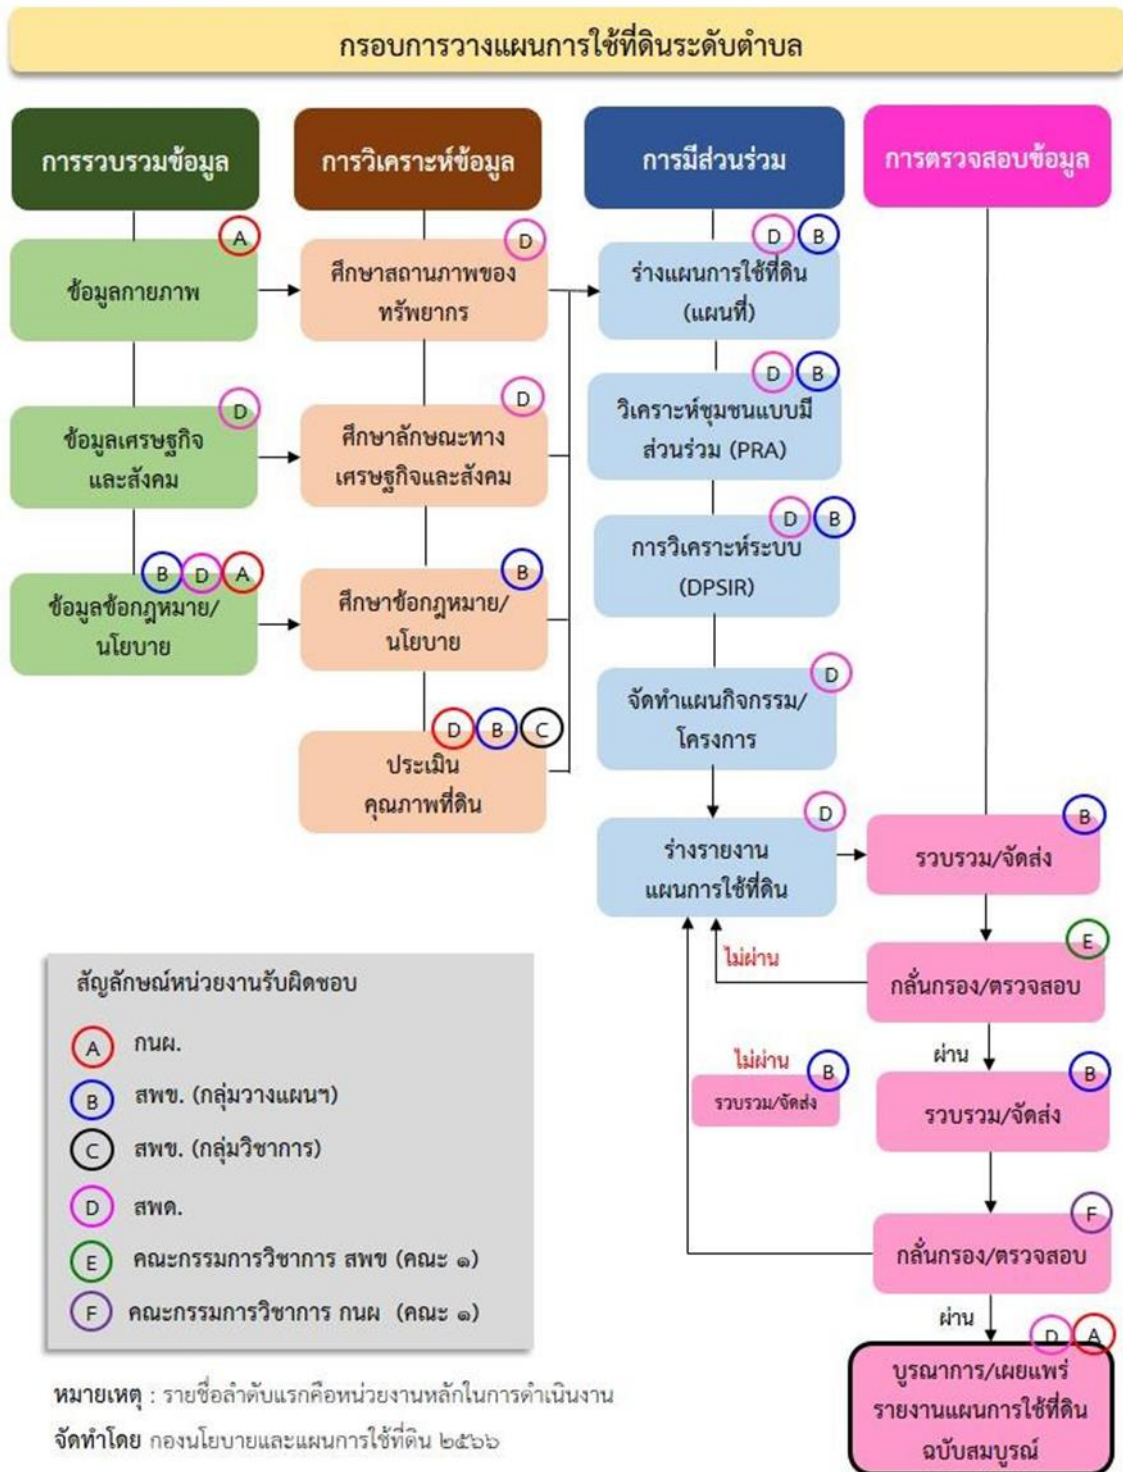 กรอบการวางแผนการใช้ที่ดินระดับตำบล
การรวบรวมข้อมูล
การวิเคราะห์ข้อมูล
การมีส่วนร่วม
การตรวจสอบข้อมูล
A
ข้อมูลกายภาพ
D
ข้อมูลเศรษฐกิจ
และสังคม
B D A
ข้อมูลข้อกฎหมาย/
นโยบาย
D
ศึกษาสถานภาพของ
ทรัพยากร
D
ศึกษาลักษณะทาง
เศรษฐกิจและสังคม
B
ศึกษาข้อกฎหมาย/
นโยบาย
D B C
ประเมิน
คุณภาพที่ดิน
D B
ร่างแผนการใช้ที่ดิน
(แผนที่)
D B
วิเคราะห์ชุมชนแบบมี
ส่วนร่วม (PRA)
D B
การวิเคราะห์ระบบ
(DPSIR)
D
จัดทำแผนกิจกรรม/
โครงการ
D
ร่างรายงาน
แผนการใช้ที่ดิน
B
รวบรวม/จัดส่ง
E
กลั่นกรอง/ตรวจสอบ
ไม่ผ่าน
ผ่าน
B
รวบรวม/จัดส่ง
ไม่ผ่าน
B
รวบรวม/จัดส่ง
F
กลั่นกรอง/ตรวจสอบ
ผ่าน
D A
บูรณาการ/เผยแพร่
รายงานแผนการใช้ที่ดิน
ฉบับสมบูรณ์
สัญลักษณ์หน่วยงานรับผิดชอบ
A กนผ.
B สพข. (กลุ่มวางแผนฯ)
C สพข. (กลุ่มวิชาการ)
D สพด.
E คณะกรรมการวิชาการ สพข (คณะ ๑)
F คณะกรรมการวิชาการ กนผ (คณะ ๑)
หมายเหตุ : รายชื่อลำดับแรกคือหน่วยงานหลักในการดำเนินงาน
จัดทำโดย กองนโยบายและแผนการใช้ที่ดิน ๒๕๖๖